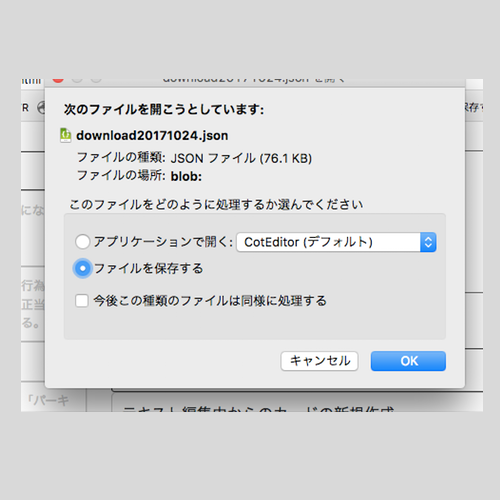 html
download20171024.json を開く
R
保存す
次のファイルを開こうとしています:
download20171024.json
ファイルの種類: JSON ファイル (76.1 KB)
ファイルの場所: blob:
このファイルをどのように処理するか選んでください
にな
アプリケーションで開く: CotEditor (デフォルト)
ファイルを保存する
行為
正当
今後この種類のファイルは同様に処理する
る。
キャンセル
OK
「パーキ
テキスト編集中からのカードの新規作成